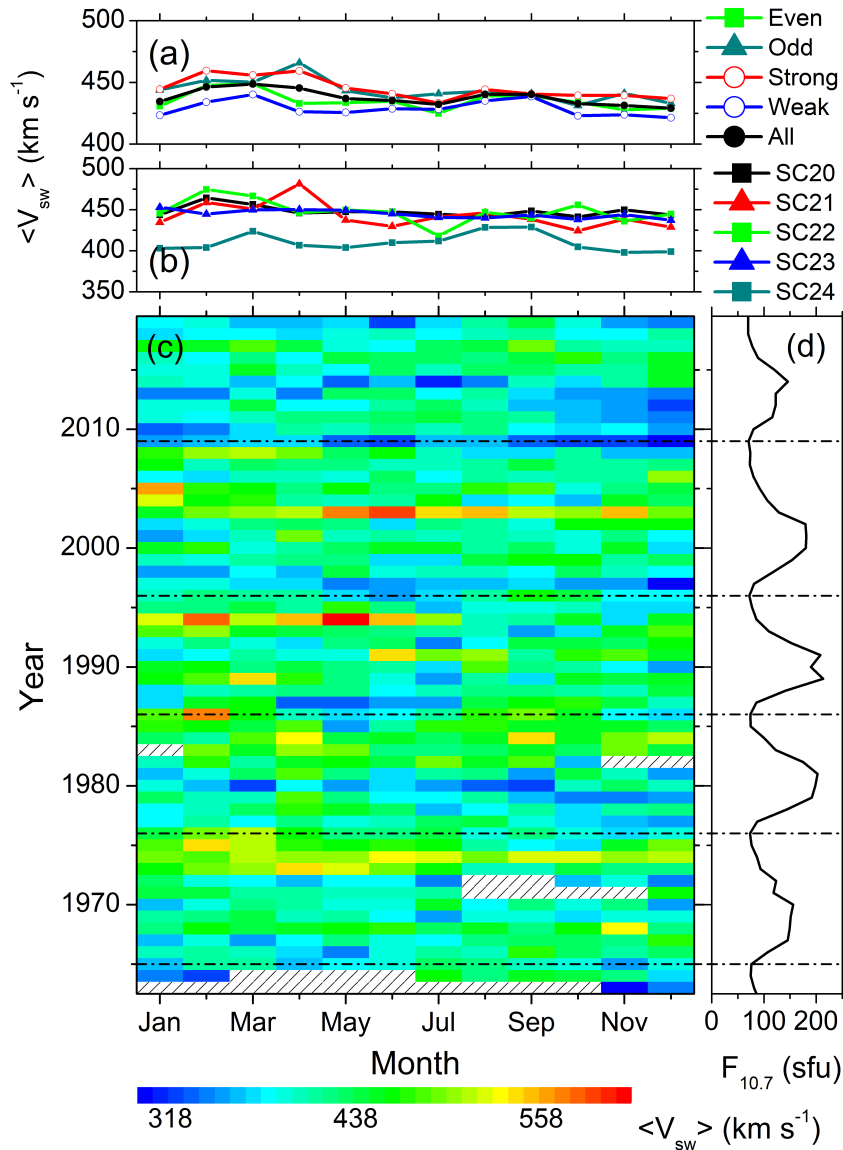 500
450
400
<V_sw> (km s⁻¹)
(a)
Even
Odd
Strong
Weak
All
500
450
400
350
(b)
SC20
SC21
SC22
SC23
SC24
(c)
(d)
2010
2000
1990
1980
1970
Year
Jan Mar May Jul Sep Nov
Month
0 100 200
F_10.7 (sfu)
318 438 558
<V_sw> (km s⁻¹)